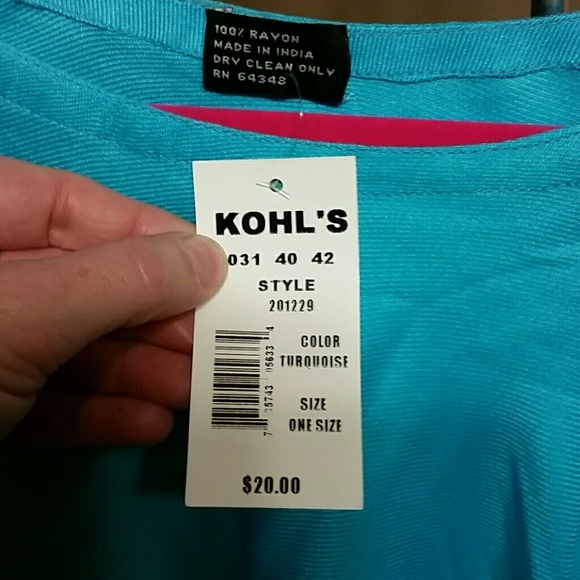 100% RAYON
MADE IN INDIA
DRY CLEAN ONLY
RN 64348
KOHL'S
031 40 42
STYLE
201229
COLOR
TURQUOISE
SIZE
ONE SIZE
$20.00